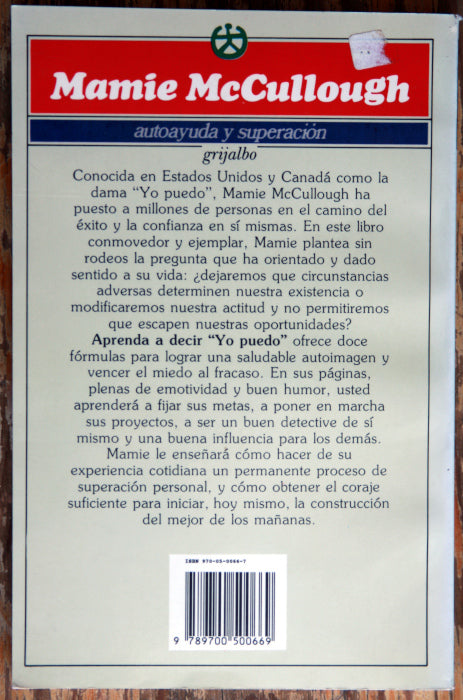 Mamie McCullough
autoayuda y superación
grijalbo
Conocida en Estados Unidos y Canadá como la
dama “Yo puedo”, Mamie McCullough ha
puesto a millones de personas en el camino del
éxito y la confianza en sí mismas. En este libro
conmovedor y ejemplar, Mamie plantea sin
rodeos la pregunta que ha orientado y dado
sentido a su vida: ¿dejaremos que circunstancias
adversas determinen nuestra existencia o
modificaremos nuestra actitud y no permitiremos
que escapen nuestras oportunidades?
Aprenda a decir “Yo puedo” ofrece doce
fórmulas para lograr una saludable autoimagen y
vencer el miedo al fracaso. En sus páginas,
plenas de emotividad y buen humor, usted
aprenderá a fijar sus metas, a poner en marcha
sus proyectos, a ser un buen detective de sí
mismo y una buena influencia para los demás.
Mamie le enseñará cómo hacer de su
experiencia cotidiana un permanente proceso de
superación personal, y cómo obtener el coraje
suficiente para iniciar, hoy mismo, la construcción
del mejor de los mañanas.
ISBN 970-05-0066-7
9 789700 500669